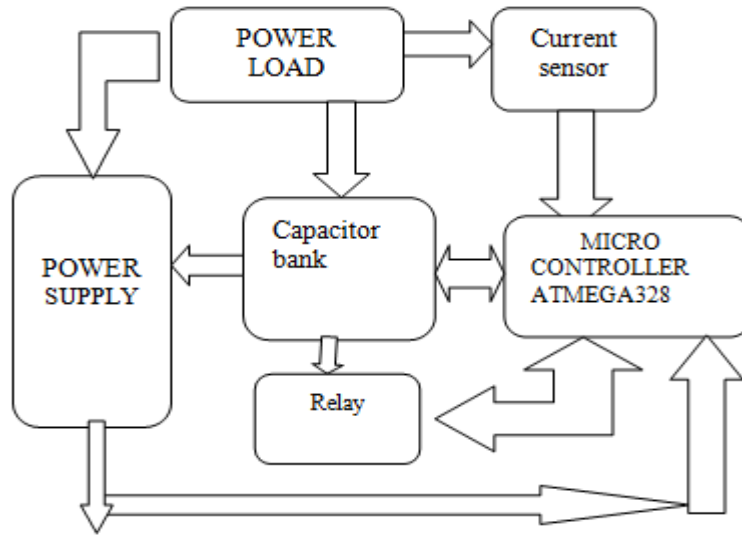 POWER
LOAD
Current
sensor
POWER
SUPPLY
Capacitor
bank
MICRO
CONTROLLER
ATMEGA328
Relay